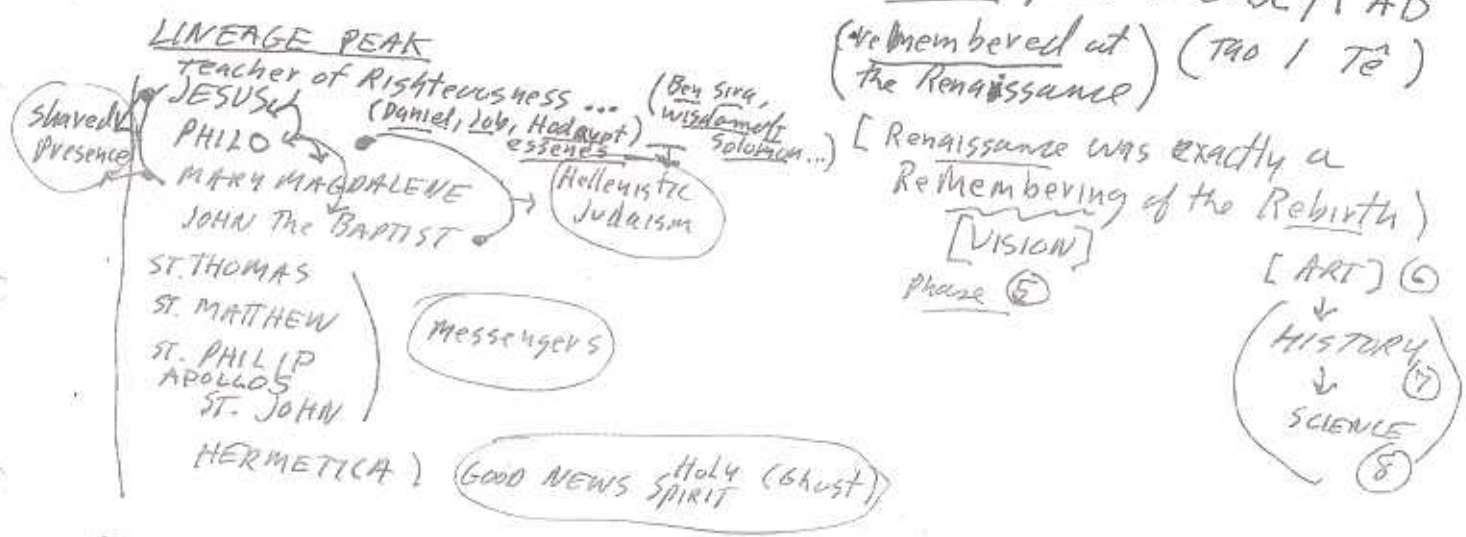 AD
LINEAGE PEAK
Teacher of Righteousness ...
JESUS
(Daniel, Job, Hodayot)
essenes
(Ben Sira,
wisdom of
Solomon...)
Shared
Presence
PHILO
MARY MAGDALENE
JOHN The BAPTIST
Hellenistic
Judaism
ST. THOMAS
ST. MATTHEW
ST. PHILIP
APOLLOS
ST. JOHN
messengers
HERMETICA)
GOOD NEWS HOLY SPIRIT (Ghost)
(remembered at
the Renaissance)
(TAO / Tê)
[Renaissance was exactly a
ReMembering of the Rebirth)
[VISION]
phase ⑤
[ART] ⑥
↓
HISTORY
⑦
↓
SCIENCE
⑧